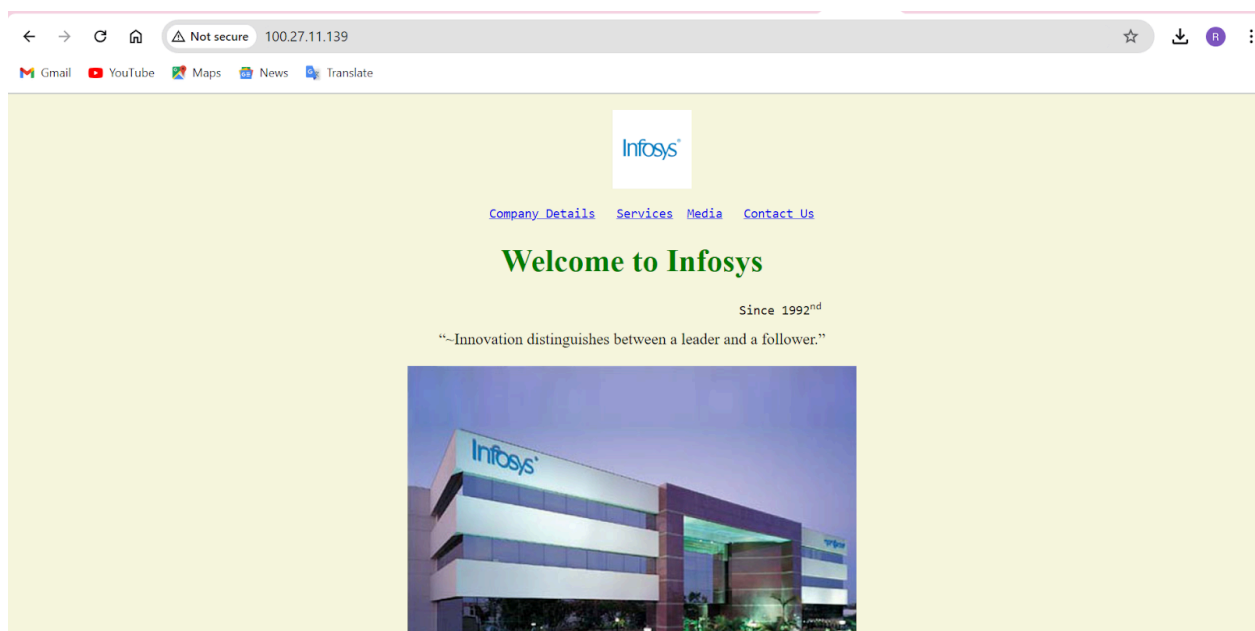 Not secure 100.27.11.139 R
Gmail YouTube Maps News Translate
Infosys
Company Details Services Media Contact Us
Welcome to Infosys
Since 1992nd
“~Innovation distinguishes between a leader and a follower.”
Infosys